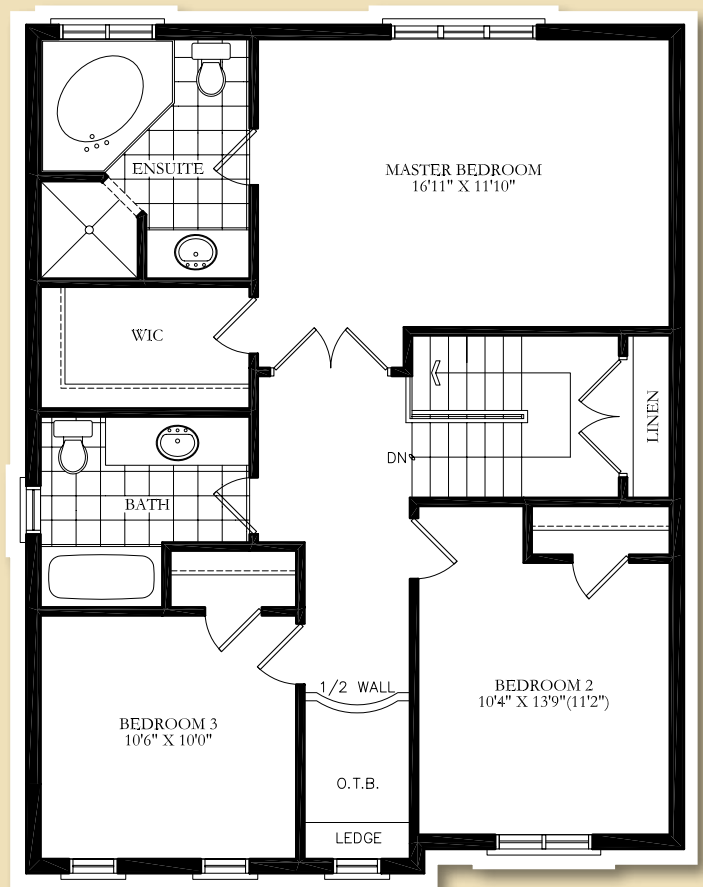 ENSUITE
MASTER BEDROOM
16'11" X 11'10"
WIC
LINEN
DN
BATH
1/2 WALL
BEDROOM 2
10'4" X 13'9"(11'2")
BEDROOM 3
10'6" X 10'0"
O.T.B.
LEDGE